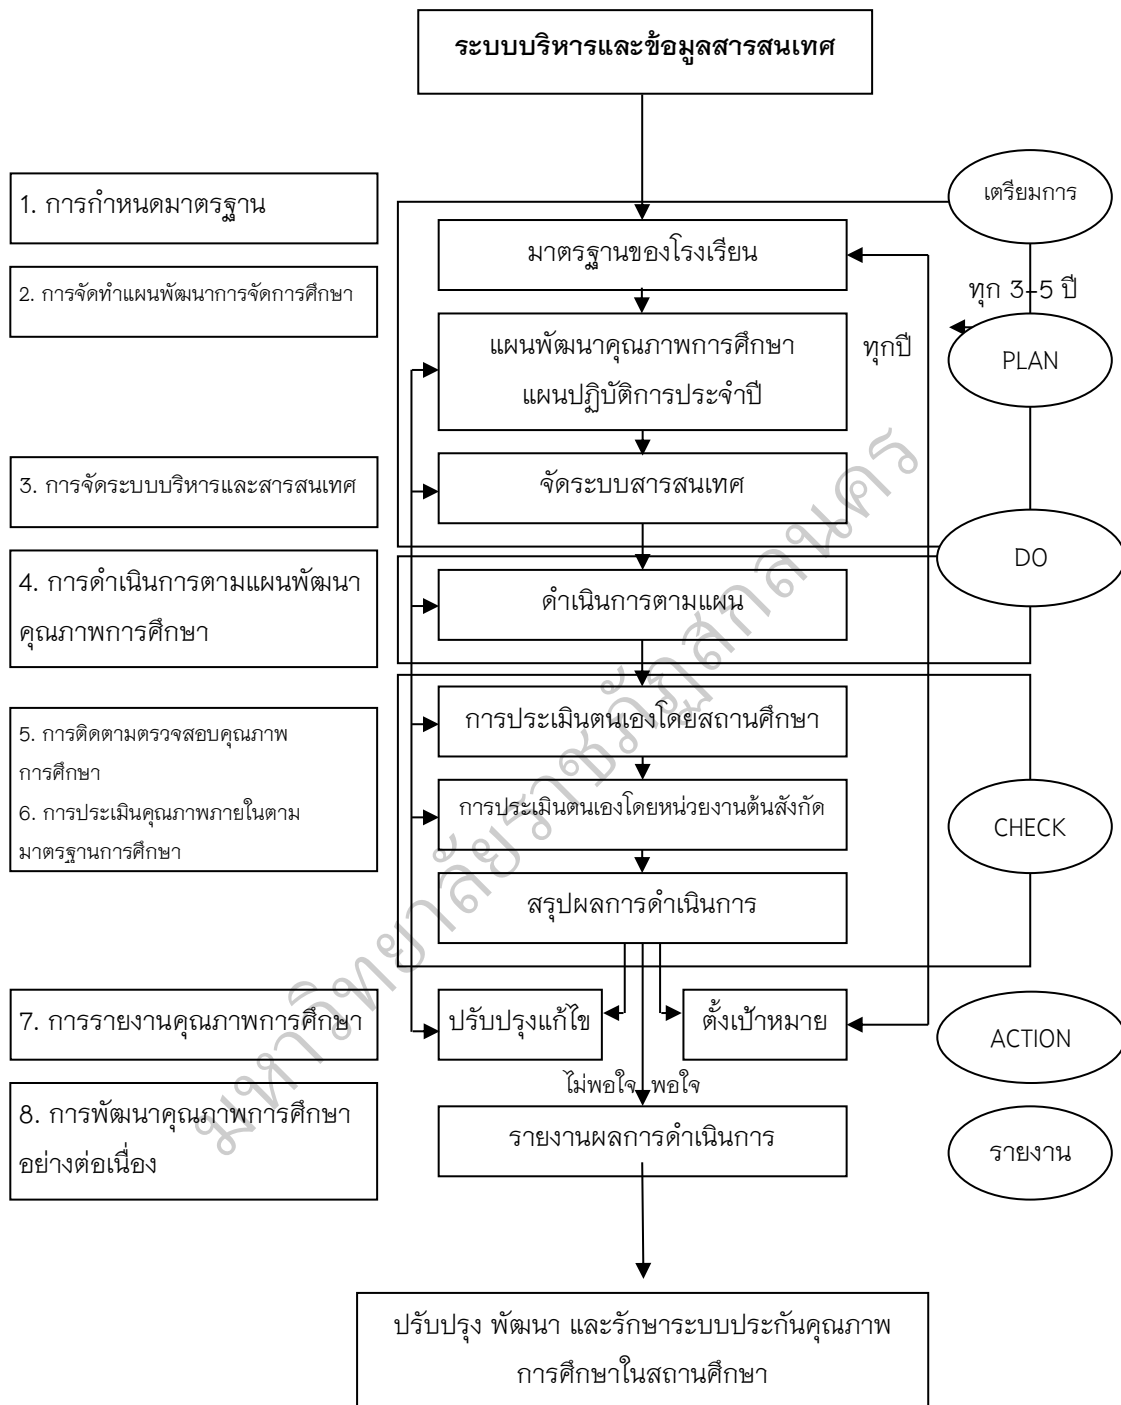 ระบบบริหารและข้อมูลสารสนเทศ
เตรียมการ
1. การกำหนดมาตรฐาน
มาตรฐานของโรงเรียน
2. การจัดทำแผนพัฒนาการจัดการศึกษา
ทุก 3-5 ปี
แผนพัฒนาคุณภาพการศึกษา
แผนปฏิบัติการประจำปี
ทุกปี
PLAN
3. การจัดระบบบริหารและสารสนเทศ
จัดระบบสารสนเทศ
DO
4. การดำเนินการตามแผนพัฒนา
คุณภาพการศึกษา
ดำเนินการตามแผน
การประเมินตนเองโดยสถานศึกษา
5. การติดตามตรวจสอบคุณภาพ
การศึกษา
6. การประเมินคุณภาพภายในตาม
มาตรฐานการศึกษา
การประเมินตนเองโดยหน่วยงานต้นสังกัด
CHECK
สรุปผลการดำเนินการ
7. การรายงานคุณภาพการศึกษา
ปรับปรุงแก้ไข
ตั้งเป้าหมาย
ACTION
ไม่พอใจ พอใจ
8. การพัฒนาคุณภาพการศึกษา
อย่างต่อเนื่อง
รายงานผลการดำเนินการ
รายงาน
ปรับปรุง พัฒนา และรักษาระบบประกันคุณภาพ
การศึกษาในสถานศึกษา
มหาวิทยาลัยราชภัฏสกลนคร